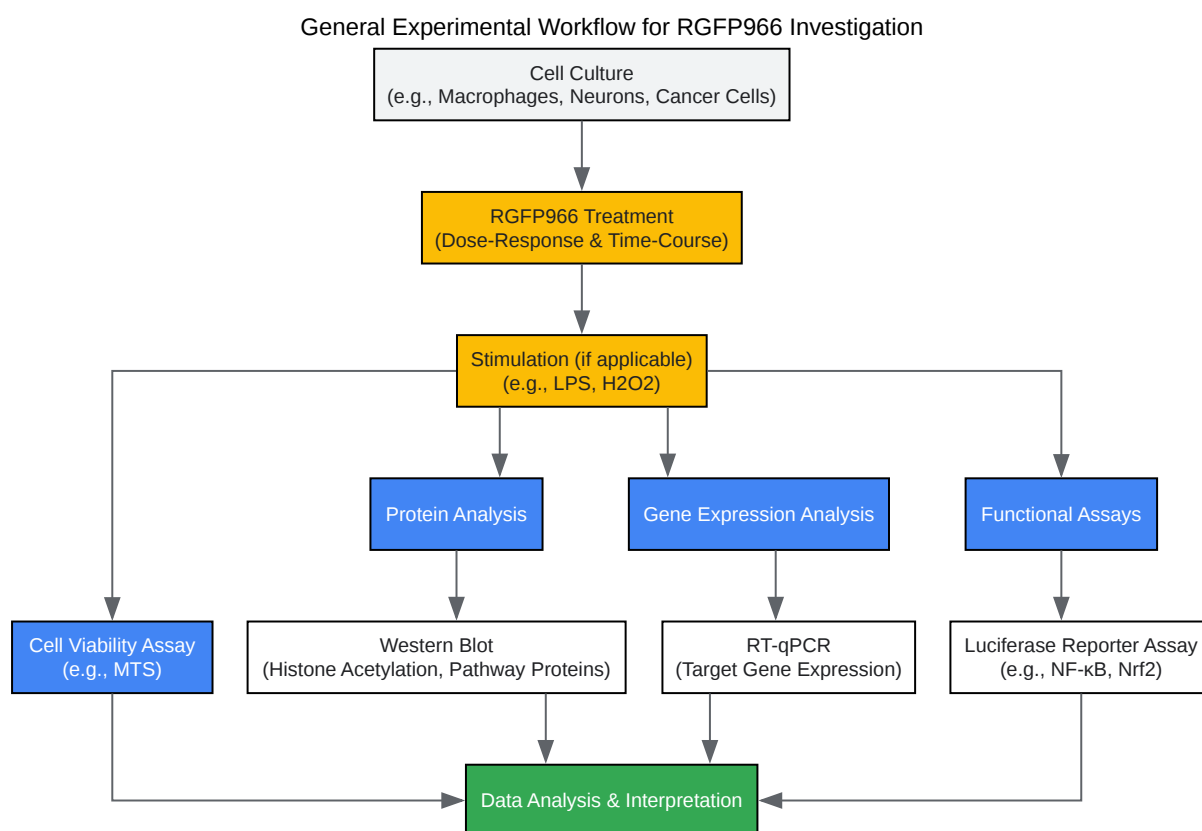 General Experimental Workflow for RGFP966 Investigation
Cell Culture
(e.g., Macrophages, Neurons, Cancer Cells)
RGFP966 Treatment
(Dose-Response & Time-Course)
Stimulation (if applicable)
(e.g., LPS, H2O2)
Protein Analysis
Gene Expression Analysis
Functional Assays
Cell Viability Assay
(e.g., MTS)
Western Blot
(Histone Acetylation, Pathway Proteins)
RT-qPCR
(Target Gene Expression)
Luciferase Reporter Assay
(e.g., NF-κB, Nrf2)
Data Analysis & Interpretation